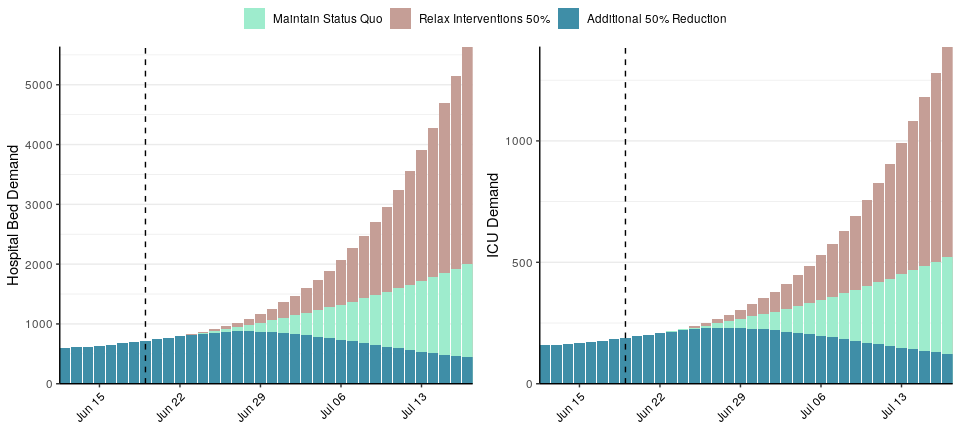 Maintain Status Quo Relax Interventions 50% Additional 50% Reduction
Hospital Bed Demand
5000
4000
3000
2000
1000
0
Jun 15 Jun 22 Jun 29 Jul 06 Jul 13
ICU Demand
1000
500
0
Jun 15 Jun 22 Jun 29 Jul 06 Jul 13